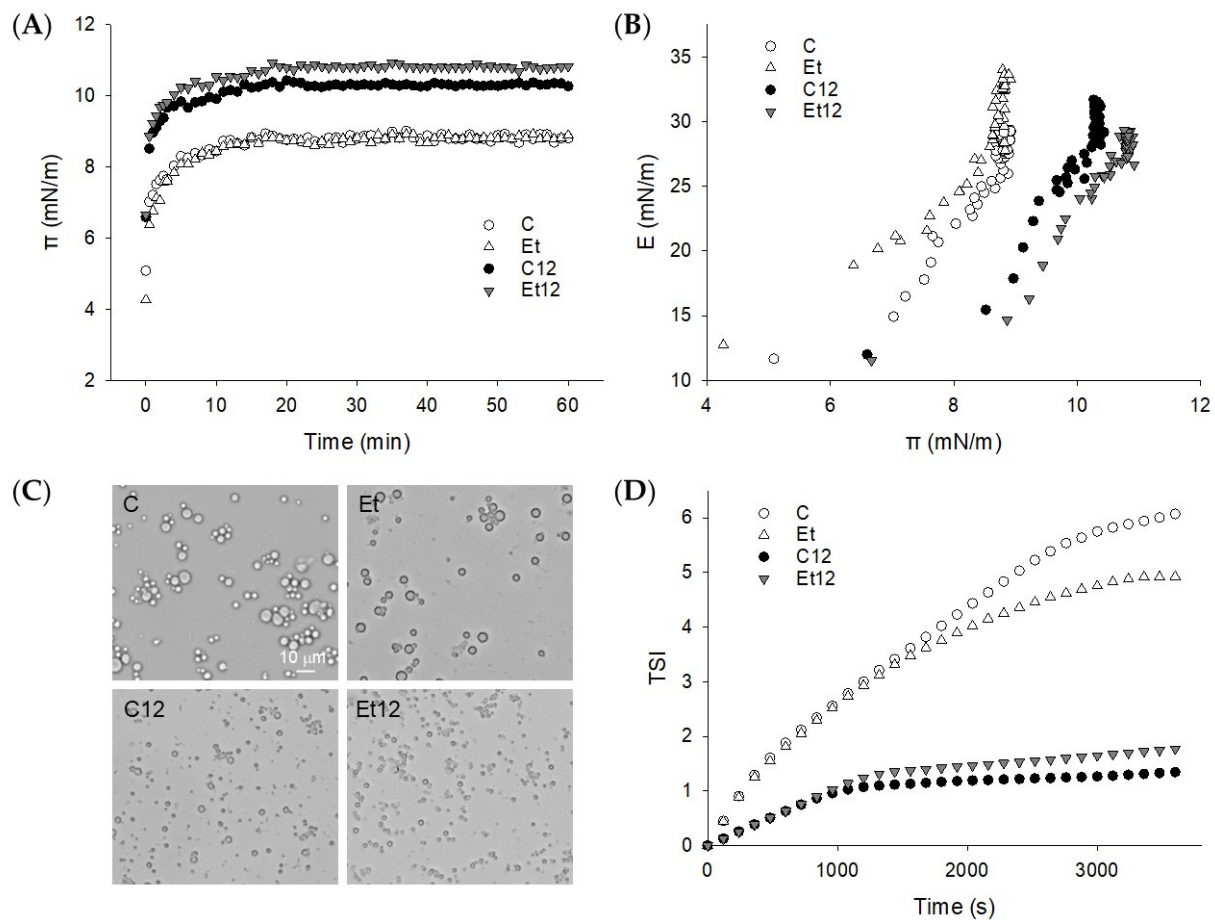 (A)
12
10
8
6
4
2
π (mN/m)
0 10 20 30 40 50 60
Time (min)
C
Et
C12
Et12
(B)
35
30
25
20
15
10
E (mN/m)
4 6 8 10 12
π (mN/m)
C
Et
C12
Et12
(C)
C
10 μm
Et
C12
Et12
(D)
6
5
4
3
2
1
0
TSI
0 1000 2000 3000
Time (s)
C
Et
C12
Et12